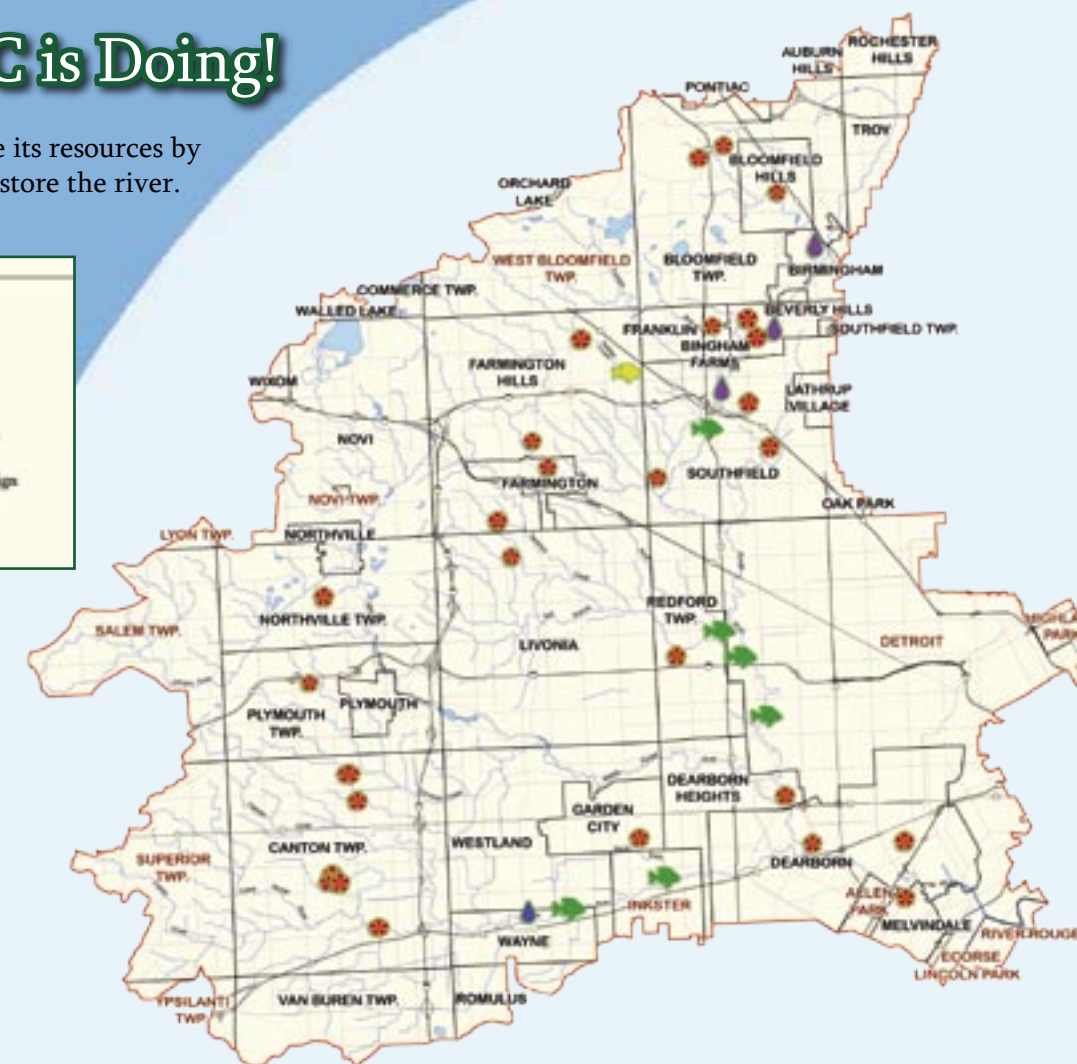 C is Doing!
e its resources by
store the river.
ign
ROCHESTER
HILLS
AUBURN
HILLS
PONTIAC
TROY
BLOOMFIELD
HILLS
ORCHARD
LAKE
WEST BLOOMFIELD
TWP.
BLOOMFIELD
TWP.
BIRMINGHAM
COMMERCE TWP.
WALLED LAKE
BEVERLY HILLS
FRANKLIN
SOUTHFIELD TWP.
BINGHAM
FARMS
FARMINGTON
HILLS
WIXOM
LATHRUP
VILLAGE
NOVI
SOUTHFIELD
FARMINGTON
NOVI TWP.
OAK PARK
LYON TWP.
NORTHVILLE
REDFORD
TWP.
NORTHVILLE TWP.
SALEM TWP.
LIVONIA
DETROIT
HIGHLA
PARK
PLYMOUTH
PLYMOUTH
TWP.
DEARBORN
HEIGHTS
GARDEN
CITY
WESTLAND
CANTON TWP.
SUPERIOR
TWP.
DEARBORN
ALLEN
PARK
INKSTER
MELVINDALE
RIVER ROUGE
WAYNE
ECORSE
LINCOLN PARK
YPSILANTI
TWP.
VAN BUREN TWP.
ROMULUS